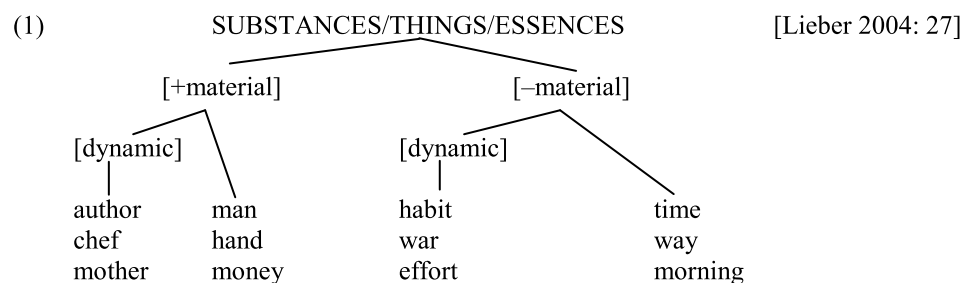 (1) SUBSTANCES/THINGS/ESSENCES [Lieber 2004: 27]
[+material] [–material]
[dynamic] [dynamic]
author man habit time
chef hand war way
mother money effort morning